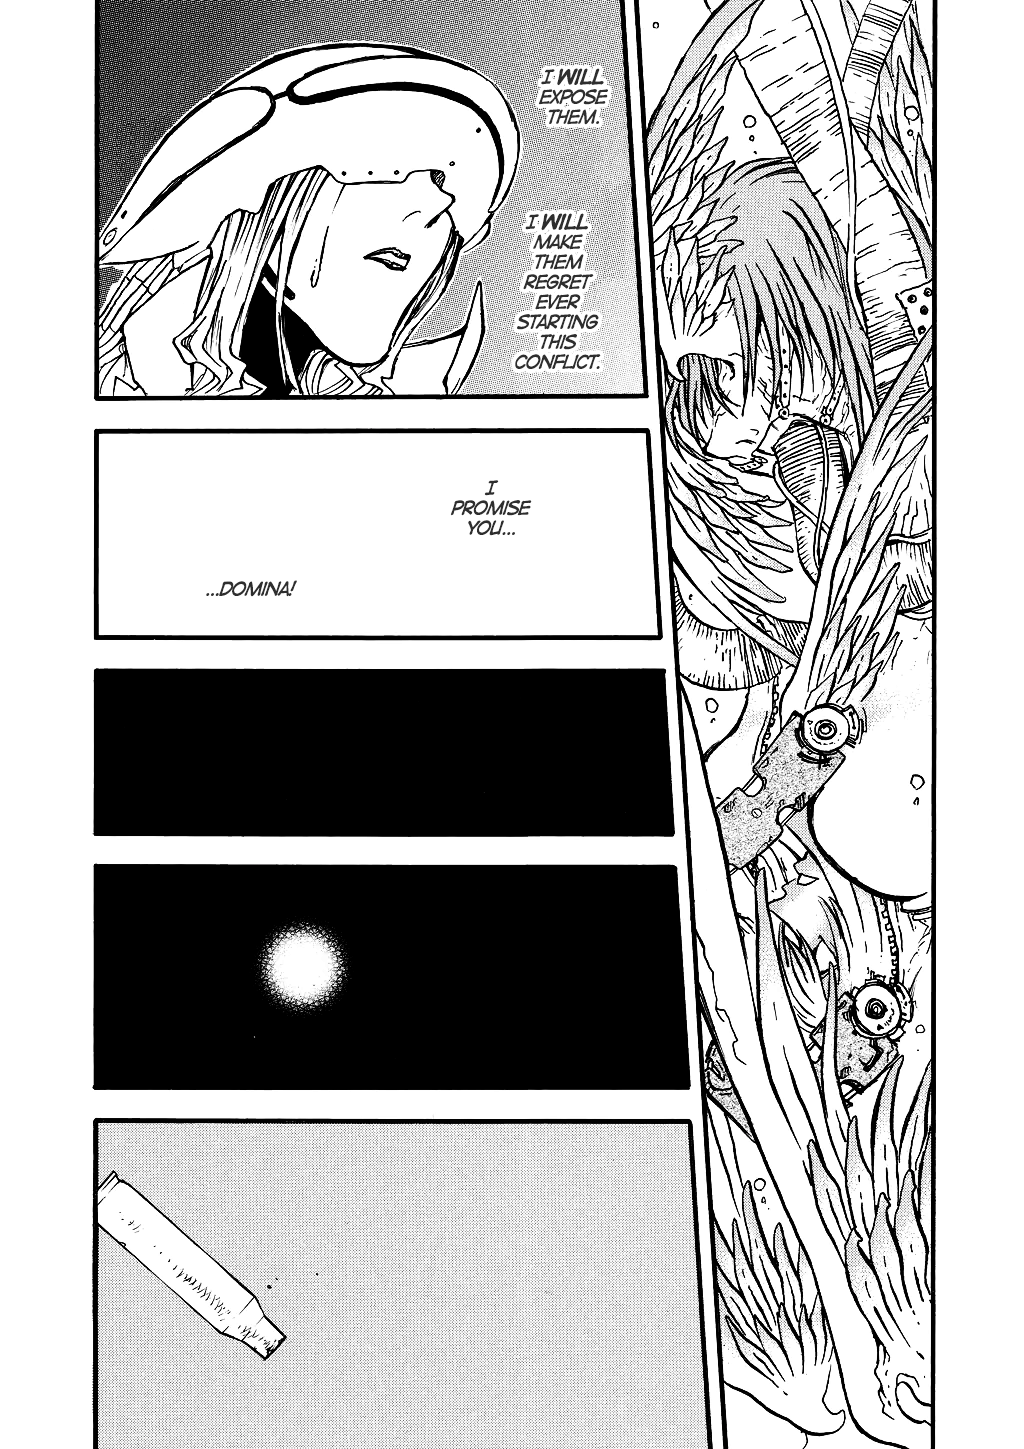 I WILL
EXPOSE
THEM.
I WILL
MAKE
THEM
REGRET
EVER
STARTING
THIS
CONFLICT.
I
PROMISE
YOU...
...DOMINA!